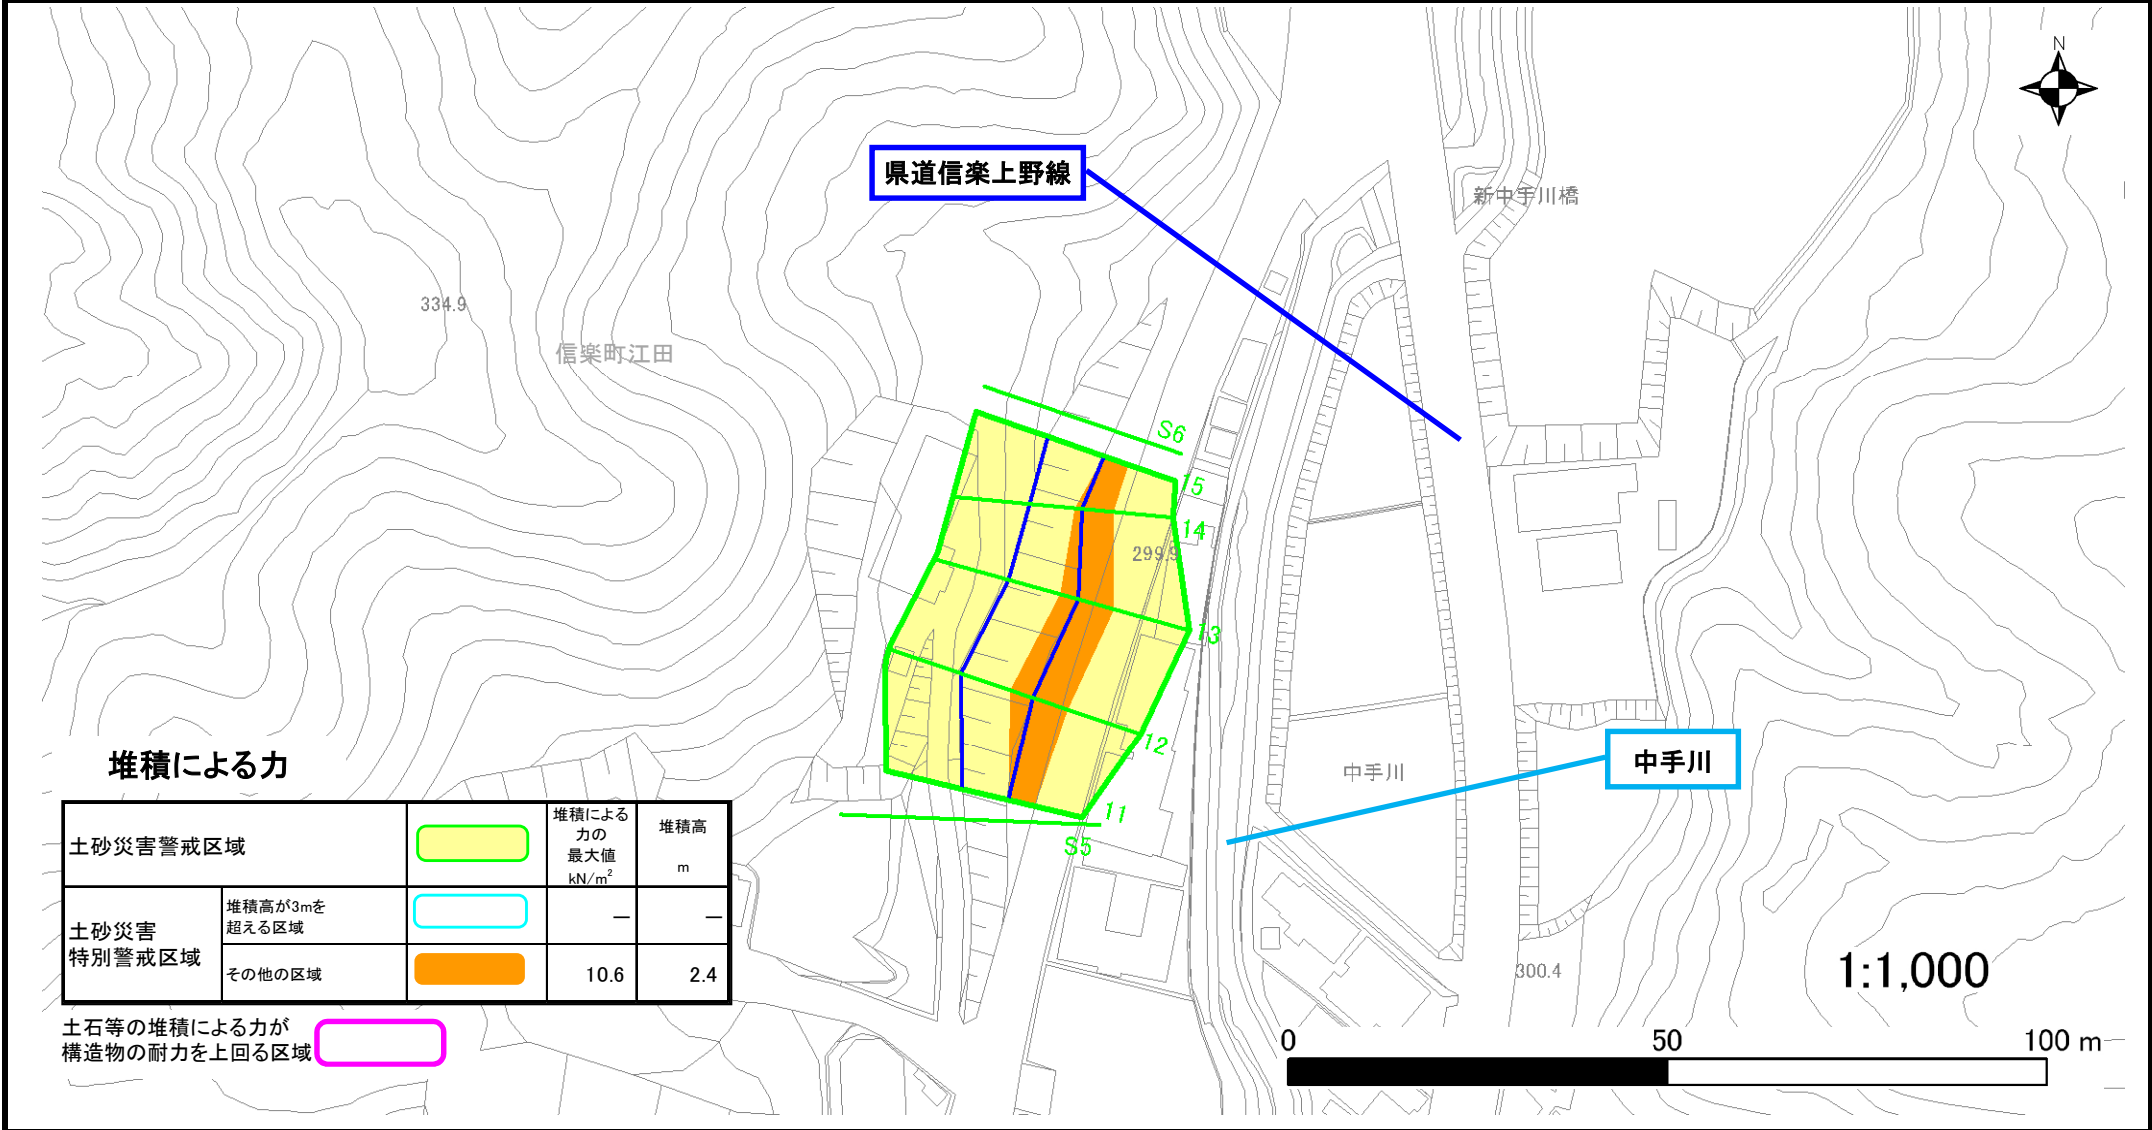 N
県道信楽上野線
新中手川橋
334.9
信楽町江田
S6
15
14
299.9
13
12
11
S5
中手川
中手川
堆積による力
土砂災害警戒区域
堆積による
力の
最大値
kN/m²
堆積高
m
土砂災害
特別警戒区域
堆積高が3mを
超える区域
―
―
その他の区域
10.6
2.4
土石等の堆積による力が
構造物の耐力を上回る区域
300.4
1:1,000
0
50
100 m